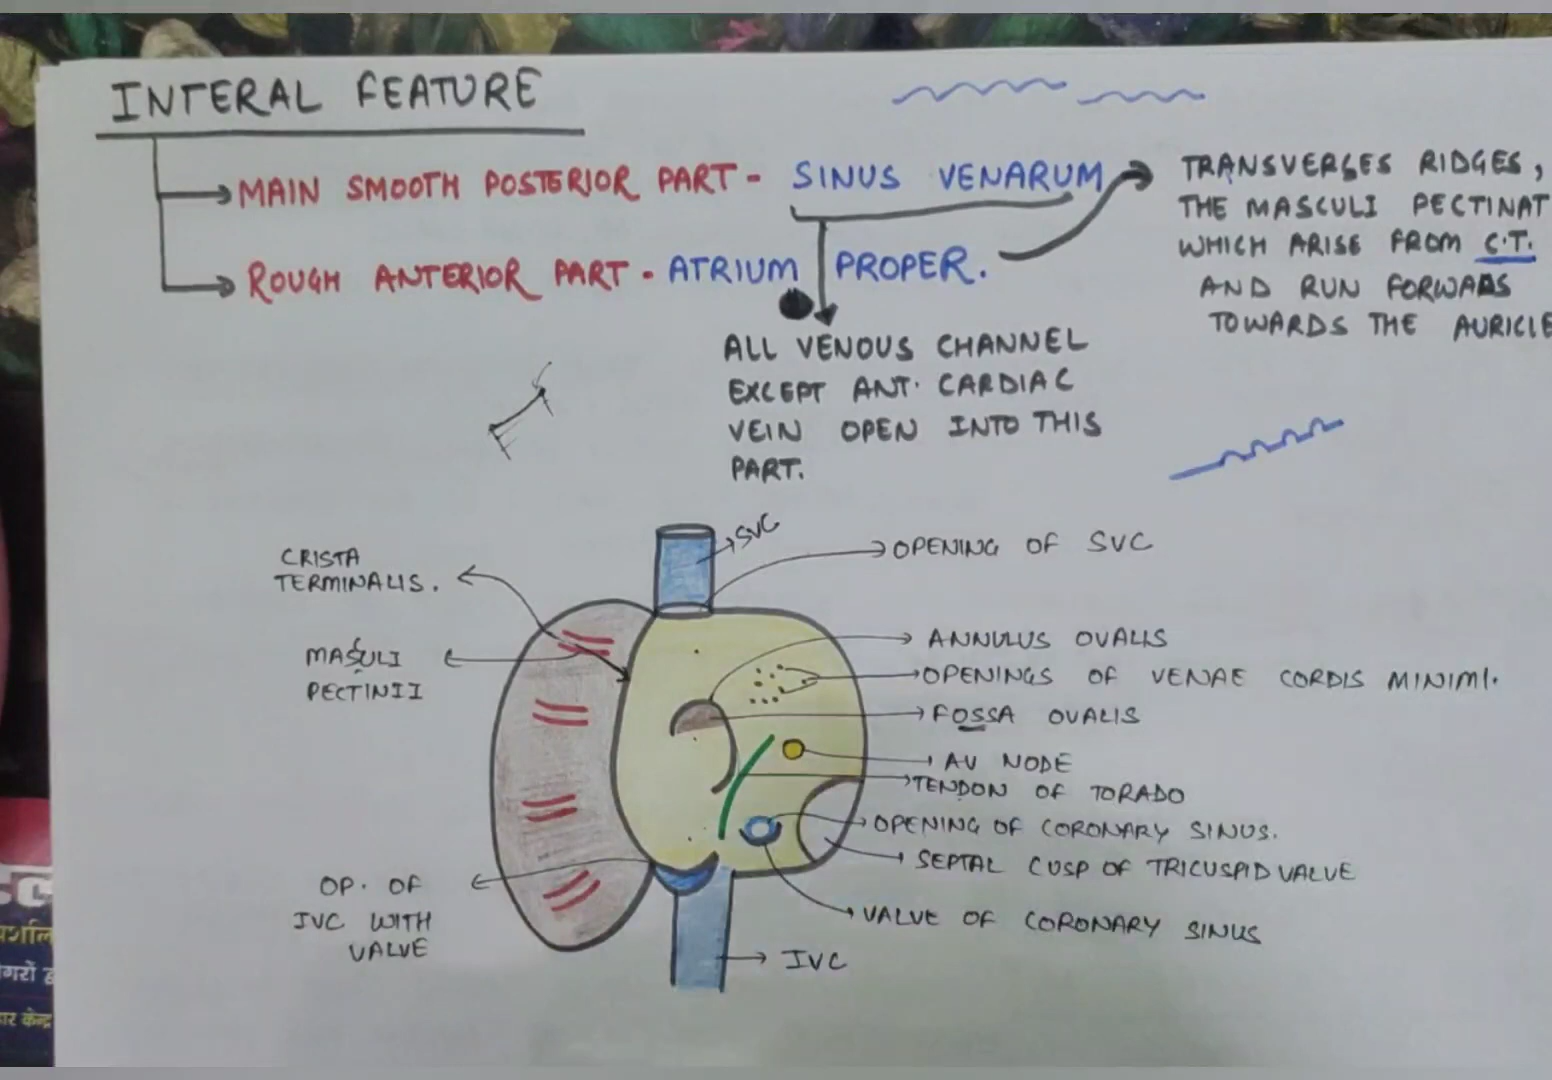 INTERAL FEATURE
MAIN SMOOTH POSTERIOR PART - SINUS VENARUM
ROUGH ANTERIOR PART - ATRIUM PROPER.
TRANSVERSES RIDGES,
THE MASCULI PECTINAT
WHICH ARISE FROM C.T.
AND RUN FORWADS
TOWARDS THE AURICLE
ALL VENOUS CHANNEL
EXCEPT ANT. CARDIAC
VEIN OPEN INTO THIS
PART.
SVC
OPENING OF SVC
CRISTA
TERMINALIS.
MASULI
PECTINII
ANNULUS OVALIS
OPENINGS OF VENAE CORDIS MINIMI.
FOSSA OVALIS
AV NODE
TENDON OF TORADO
OPENING OF CORONARY SINUS.
SEPTAL CUSP OF TRICUSPID VALVE
VALVE OF CORONARY SINUS
OP. OF
IVC WITH
VALVE
IVC